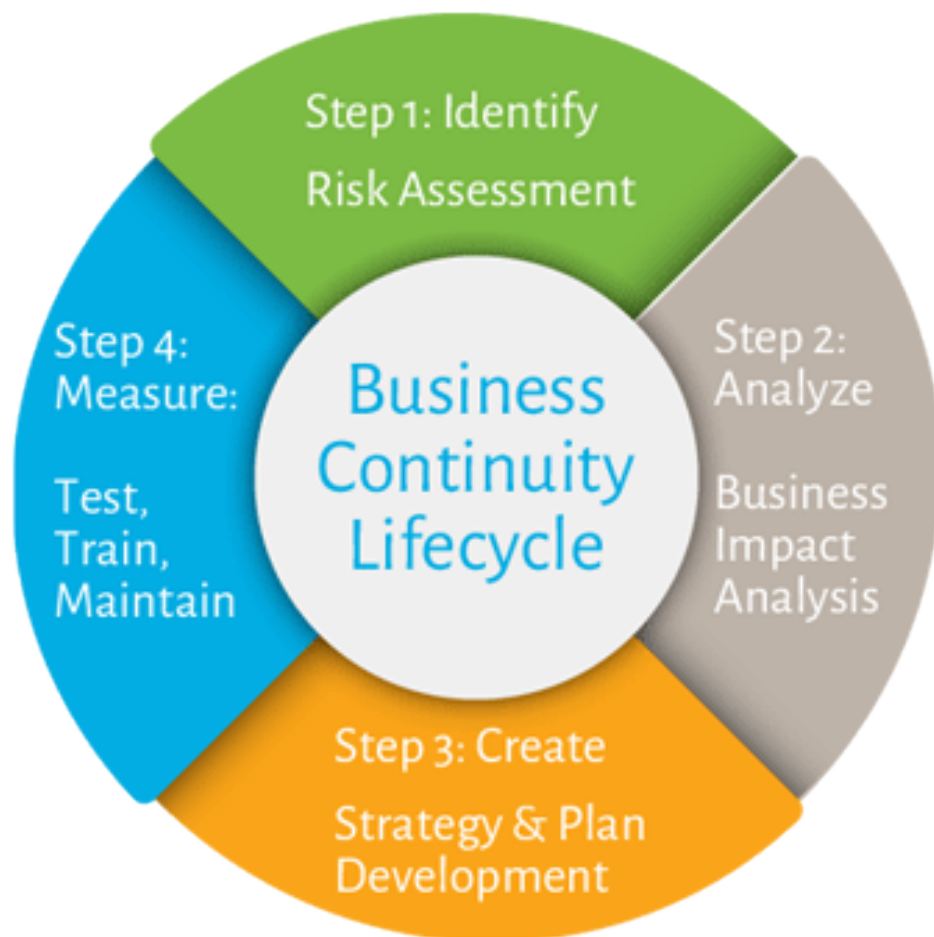 Step 1: Identify
Risk Assessment
Step 2:
Analyze
Business
Impact
Analysis
Step 3: Create
Strategy & Plan
Development
Step 4:
Measure:
Test,
Train,
Maintain
Business
Continuity
Lifecycle